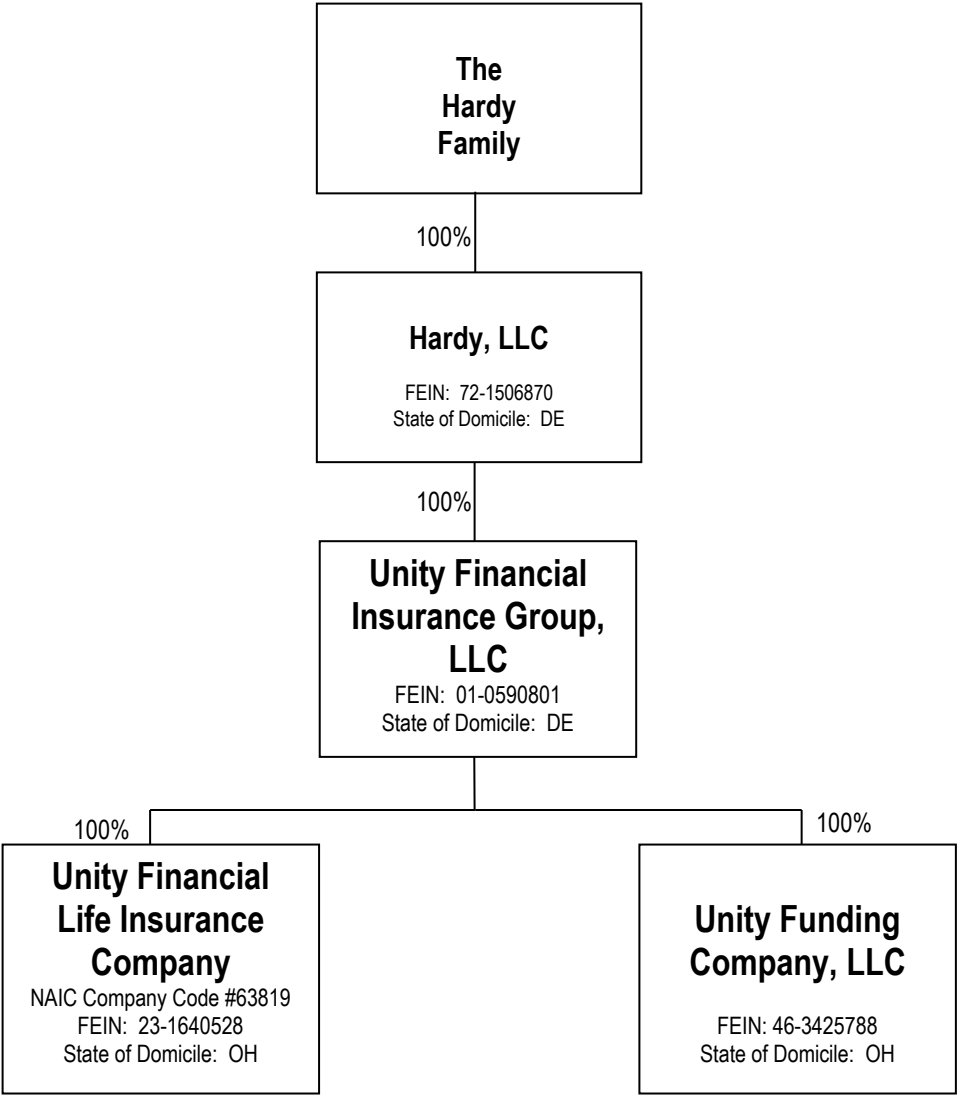 The
Hardy
Family
100%
Hardy, LLC
FEIN: 72-1506870
State of Domicile: DE
100%
Unity Financial
Insurance Group,
LLC
FEIN: 01-0590801
State of Domicile: DE
100%
Unity Financial
Life Insurance
Company
NAIC Company Code #63819
FEIN: 23-1640528
State of Domicile: OH
100%
Unity Funding
Company, LLC
FEIN: 46-3425788
State of Domicile: OH